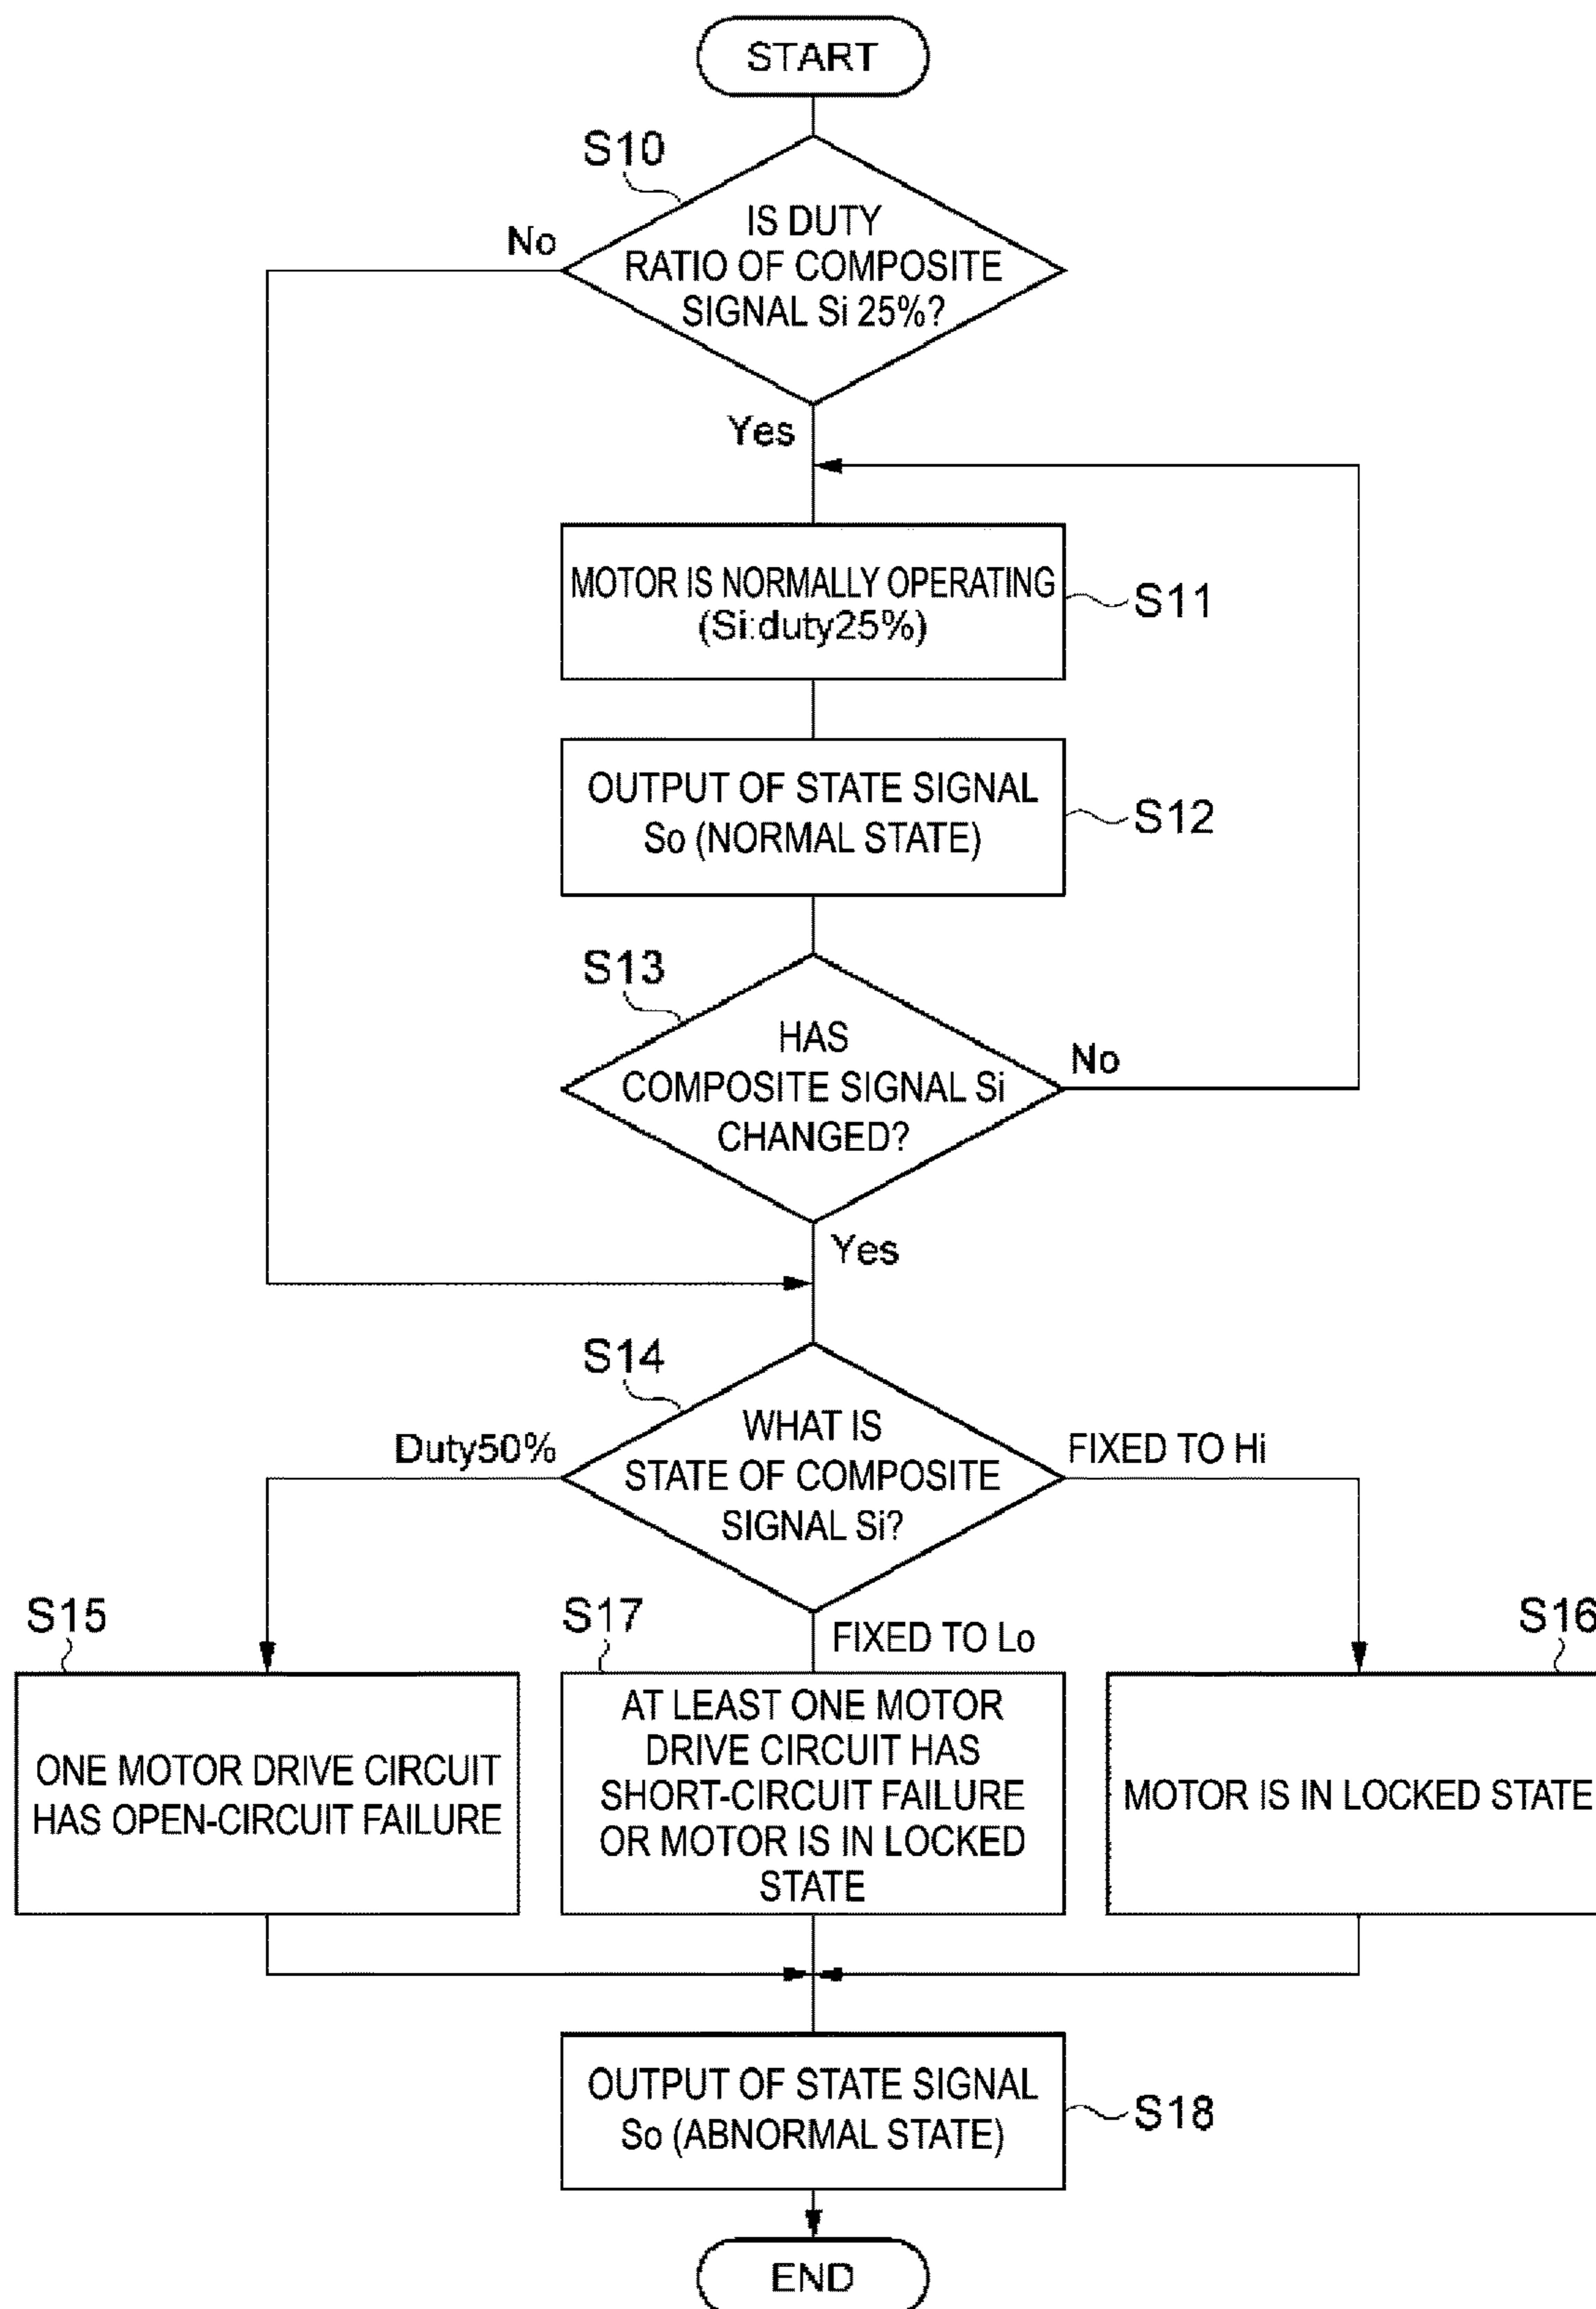 START
S10
IS DUTY
RATIO OF COMPOSITE
SIGNAL Si 25%?
No
Yes
MOTOR IS NORMALLY OPERATING
(Si:duty25%)
S11
OUTPUT OF STATE SIGNAL
So (NORMAL STATE)
S12
S13
HAS
COMPOSITE SIGNAL Si
CHANGED?
No
Yes
S14
WHAT IS
STATE OF COMPOSITE
SIGNAL Si?
Duty50%
FIXED TO Hi
FIXED TO Lo
S15
ONE MOTOR DRIVE CIRCUIT
HAS OPEN-CIRCUIT FAILURE
S17
AT LEAST ONE MOTOR
DRIVE CIRCUIT HAS
SHORT-CIRCUIT FAILURE
OR MOTOR IS IN LOCKED
STATE
S16
MOTOR IS IN LOCKED STATE
OUTPUT OF STATE SIGNAL
So (ABNORMAL STATE)
S18
END